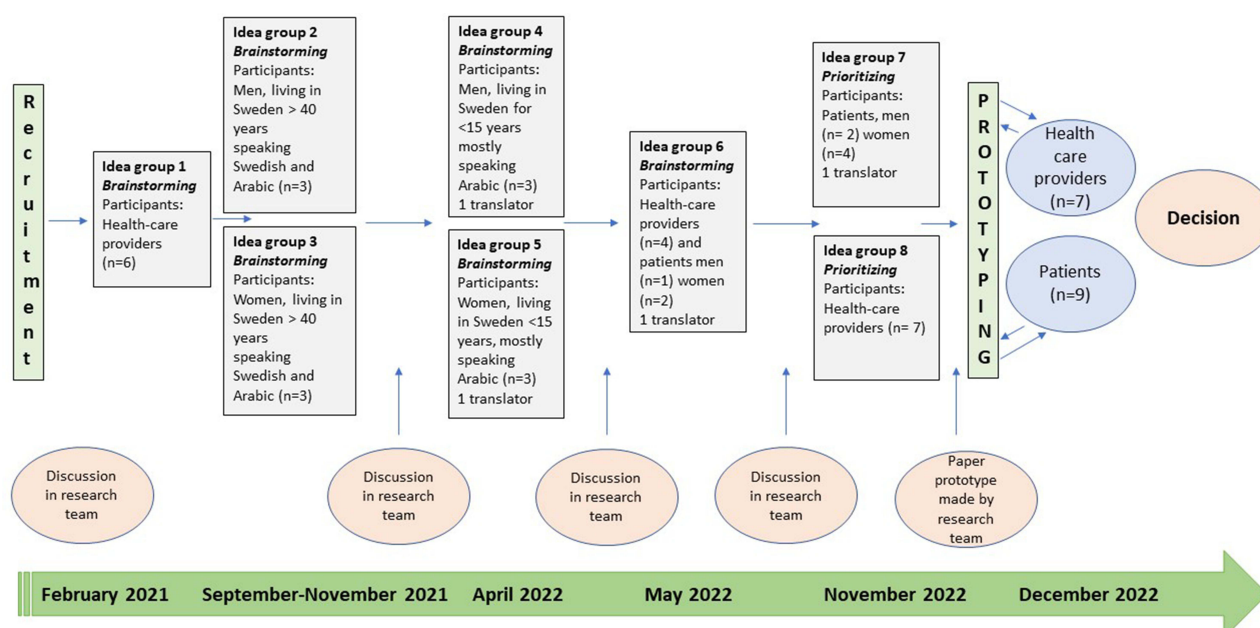 Recruitment
Idea group 1
Brainstorming
Participants:
Health-care
providers
(n=6)
Idea group 2
Brainstorming
Participants:
Men, living in
Sweden > 40
years
speaking
Swedish and
Arabic (n=3)
Idea group 3
Brainstorming
Participants:
Women, living in
Sweden > 40
years
speaking
Swedish and
Arabic (n=3)
Idea group 4
Brainstorming
Participants:
Men, living in
Sweden for
<15 years
mostly
speaking
Arabic (n=3)
1 translator
Idea group 5
Brainstorming
Participants:
Women, living
in Sweden <15
years, mostly
speaking
Arabic (n=3)
1 translator
Idea group 6
Brainstorming
Participants:
Health-care
providers
(n=4) and
patients men
(n=1) women
(n=2)
1 translator
Idea group 7
Prioritizing
Participants:
Patients, men
(n= 2) women
(n=4)
1 translator
Idea group 8
Prioritizing
Participants:
Health-care
providers (n= 7)
PROTOTYPING
Health
care
providers
(n=7)
Patients
(n=9)
Decision
Discussion
in research
team
Discussion
in research
team
Discussion
in research
team
Discussion
in research
team
Paper
prototype
made by
research
team
February 2021
September-November 2021
April 2022
May 2022
November 2022
December 2022